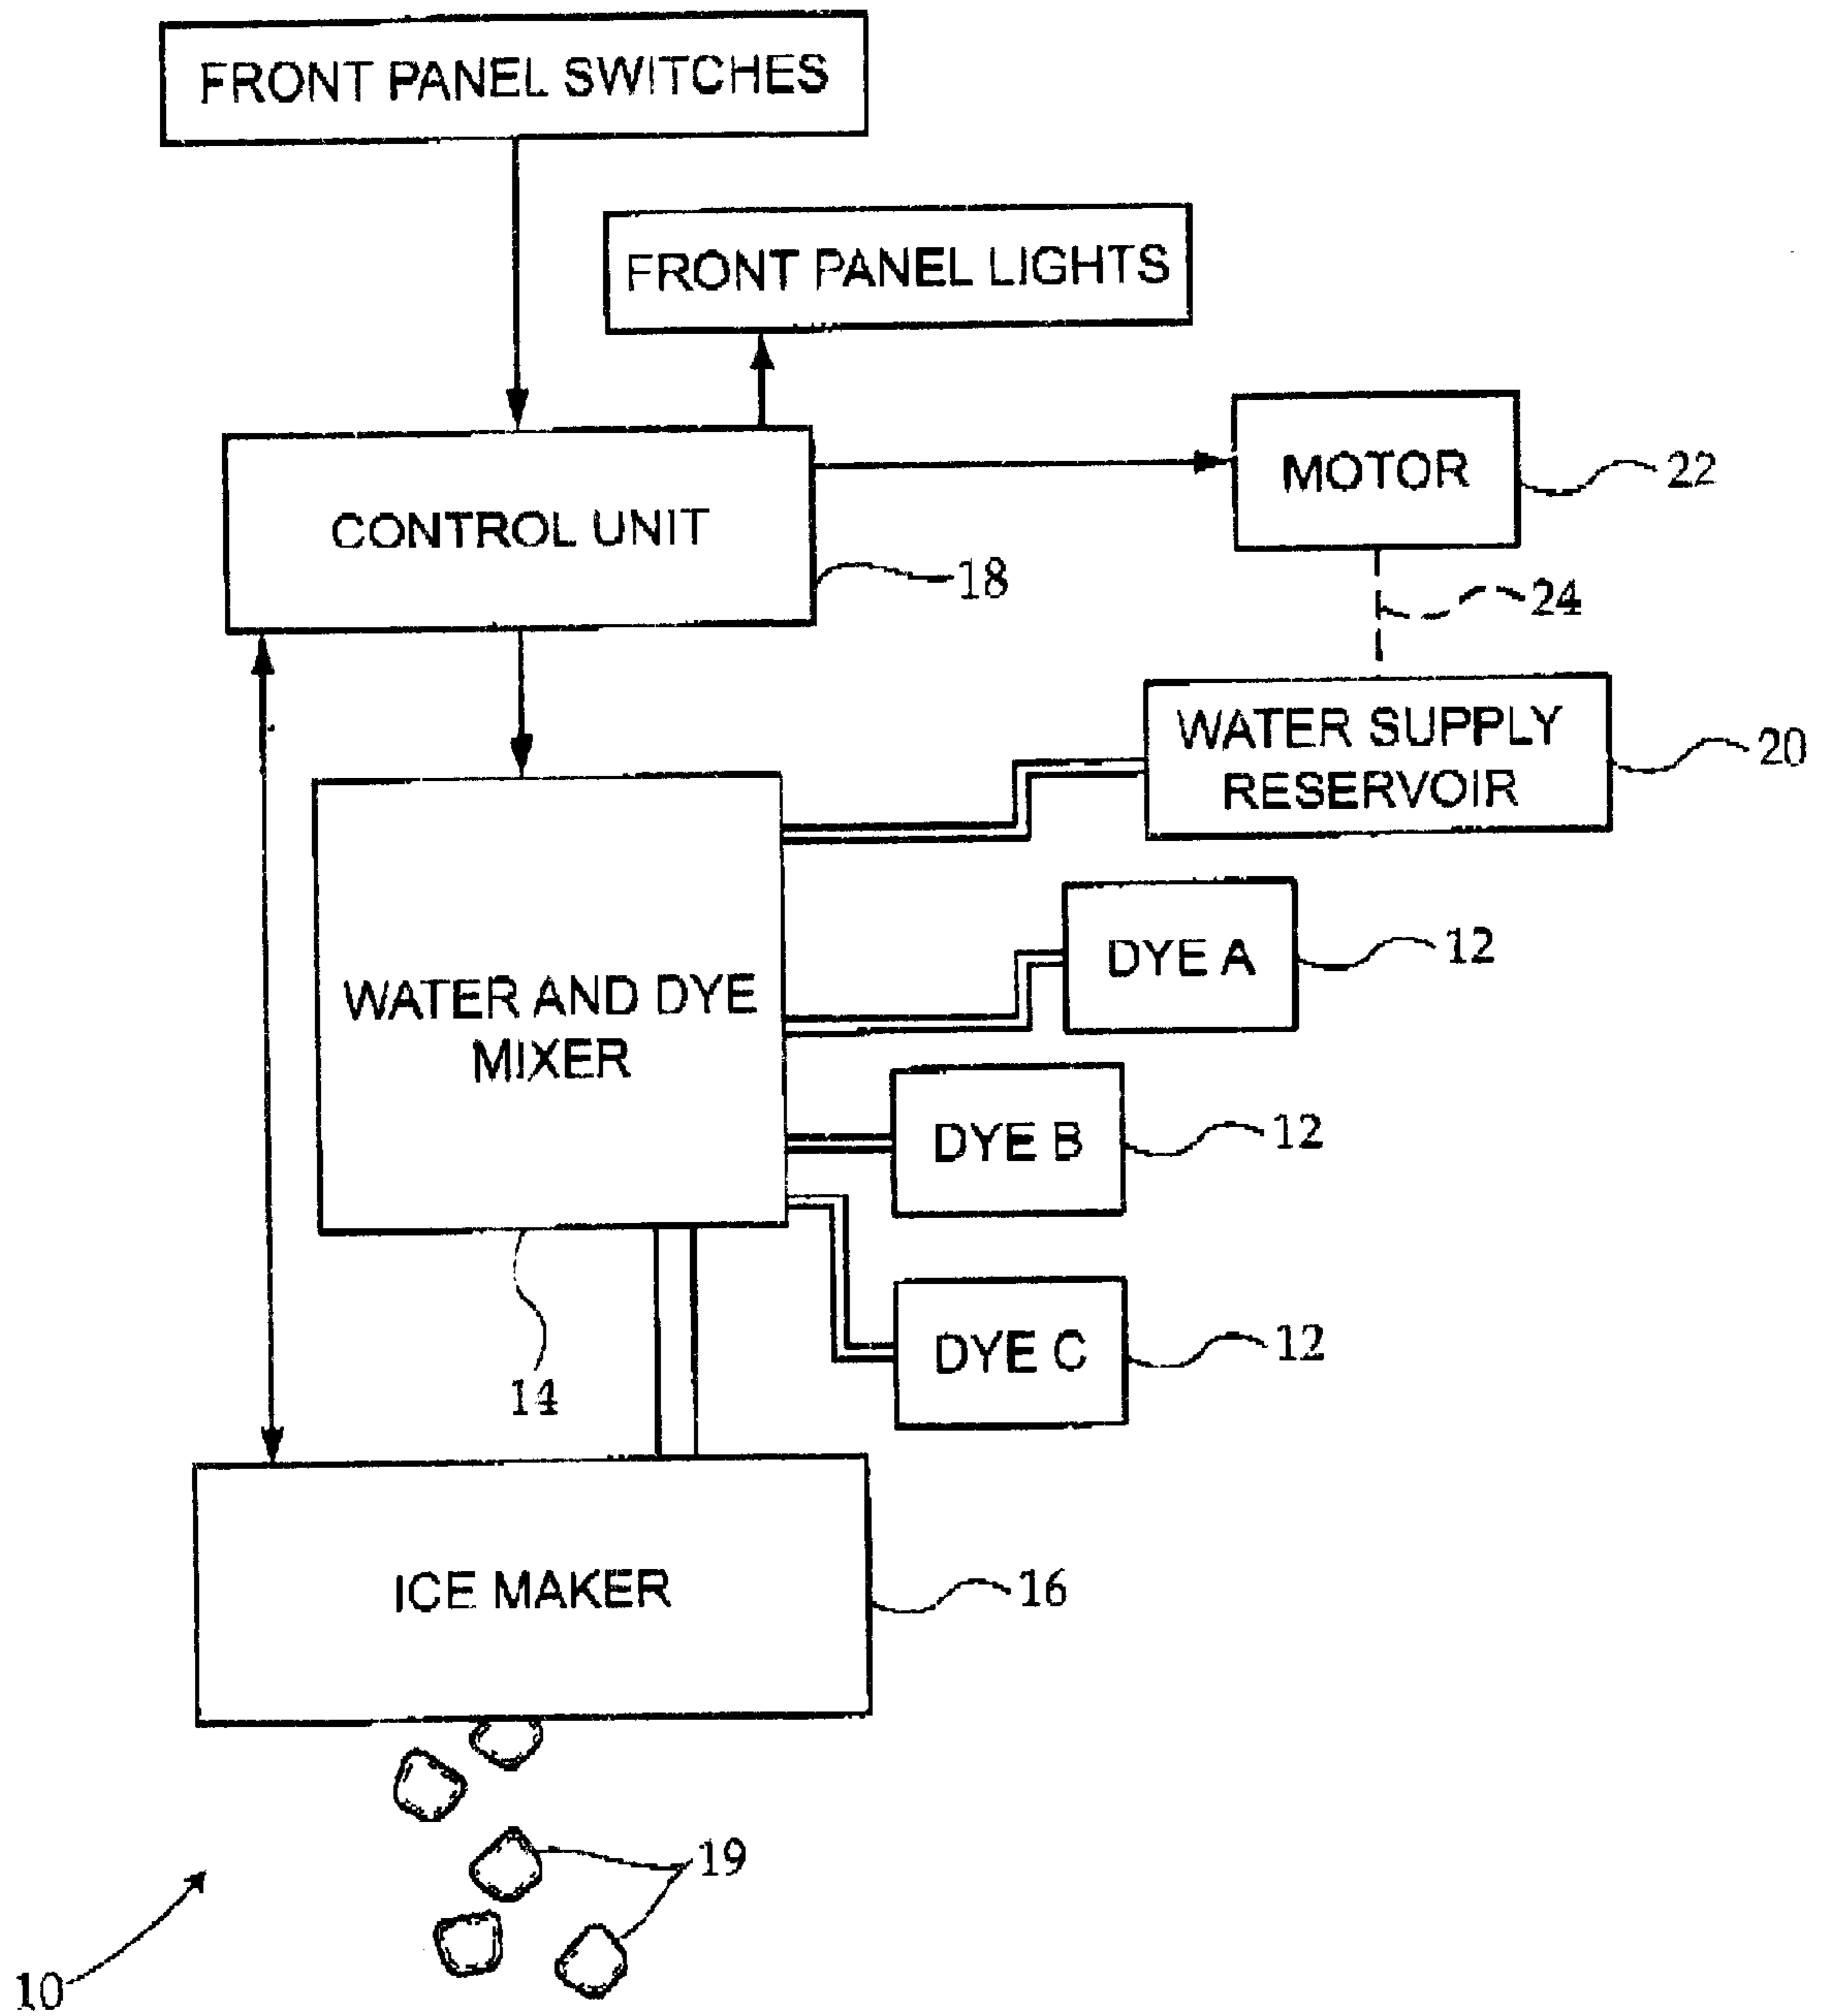 FRONT PANEL SWITCHES
FRONT PANEL LIGHTS
MOTOR
22
CONTROL UNIT
18
24
WATER SUPPLY
RESERVOIR
20
DYE A
12
WATER AND DYE
MIXER
DYE B
12
DYE C
12
14
ICE MAKER
16
19
10